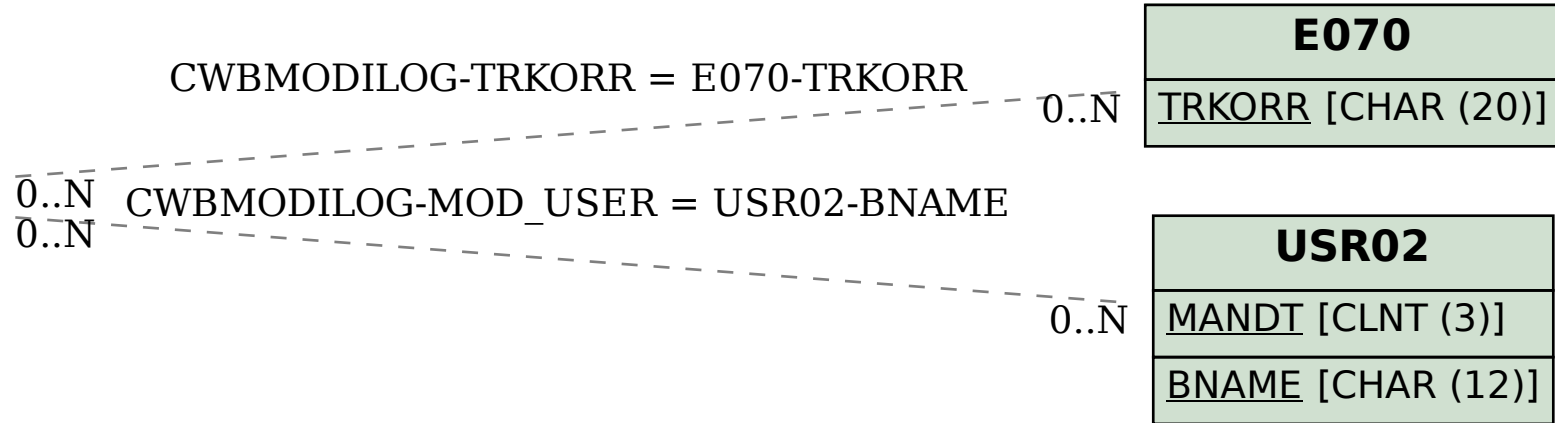 E070
CWBMODILOG-TRKORR = E070-TRKORR
0..N
TRKORR [CHAR (20)]
0..N
CWBMODILOG-MOD_USER = USR02-BNAME
0..N
USR02
0..N
MANDT [CLNT (3)]
BNAME [CHAR (12)]